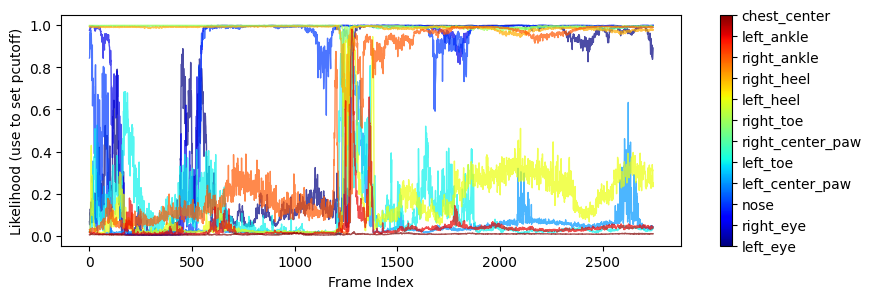 Likelihood (use to set pcutoff)
1.0
0.8
0.6
0.4
0.2
0.0
0
500
1000
1500
2000
2500
Frame Index
chest_center
left_ankle
right_ankle
right_heel
left_heel
right_toe
right_center_paw
left_toe
left_center_paw
nose
right_eye
left_eye